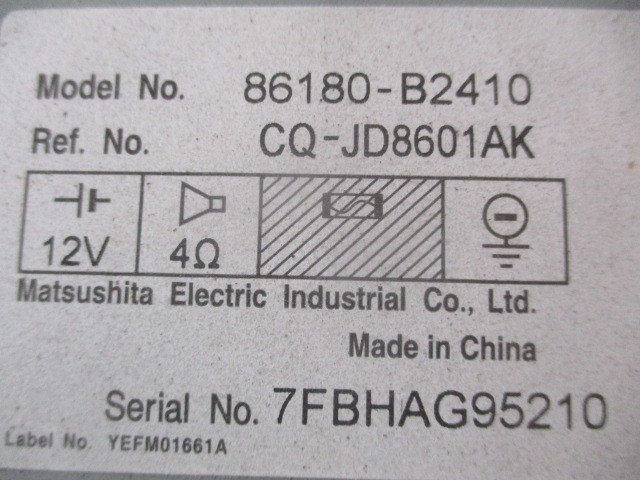 Model No. 86180-B2410
Ref. No. CQ-JD8601AK
12V 4Ω
Matsushita Electric Industrial Co., Ltd.
Made in China
Serial No. 7FBHAG95210
Label No. YEFM01661A